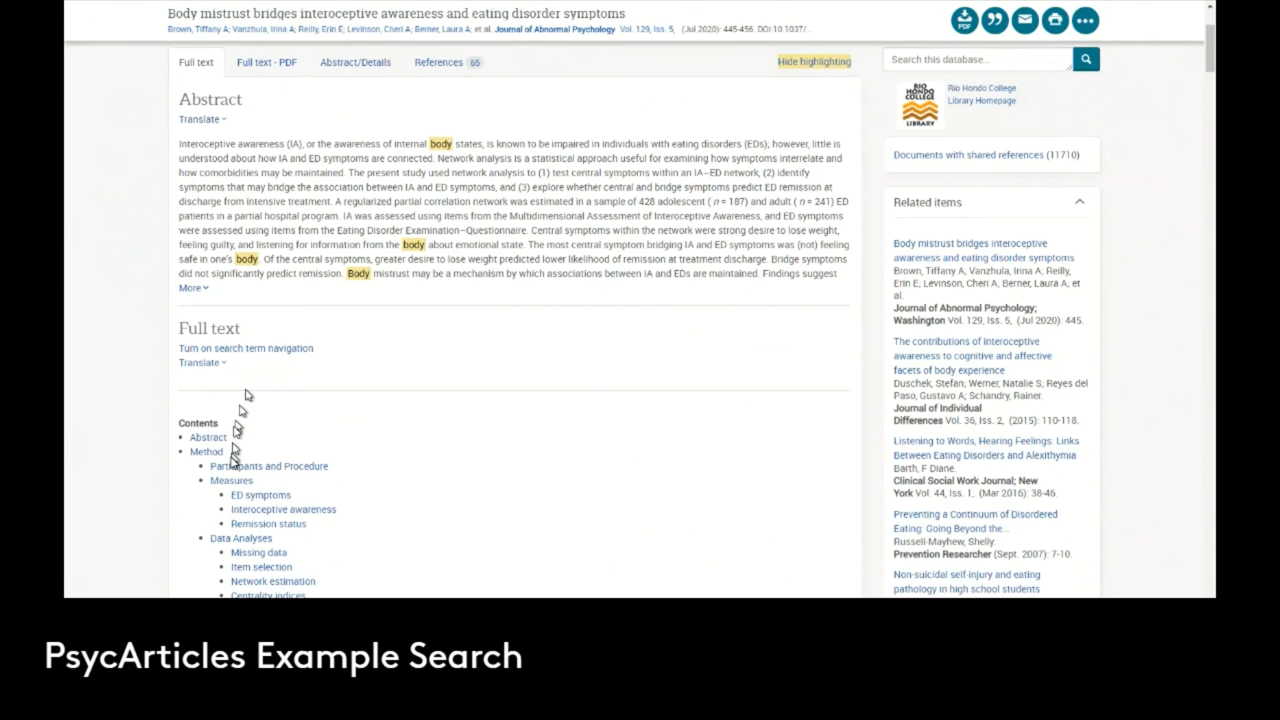 Body mistrust bridges interoceptive awareness and eating disorder symptoms
Brown, Tiffany A; Vanzhula, Irina A; Reilly, Erin E; Levinson, Cheri A; Berner, Laura A; et al. Journal of Abnormal Psychology Vol. 129, Iss. 5, (Jul 2020): 445-456. DOI:10.1037/...
PDF
Full text
Full text - PDF
Abstract/Details
References 65
Hide highlighting
Abstract
Translate
Interoceptive awareness (IA), or the awareness of internal body states, is known to be impaired in individuals with eating disorders (EDs); however, little is
understood about how IA and ED symptoms are connected. Network analysis is a statistical approach useful for examining how symptoms interrelate and
how comorbidities may be maintained. The present study used network analysis to (1) test central symptoms within an IA–ED network, (2) identify
symptoms that may bridge the association between IA and ED symptoms, and (3) explore whether central and bridge symptoms predict ED remission at
discharge from intensive treatment. A regularized partial correlation network was estimated in a sample of 428 adolescent ( n = 187) and adult ( n = 241) ED
patients in a partial hospital program. IA was assessed using items from the Multidimensional Assessment of Interoceptive Awareness, and ED symptoms
were assessed using items from the Eating Disorder Examination–Questionnaire. Central symptoms within the network were strong desire to lose weight,
feeling guilty, and listening for information from the body about emotional state. The most central symptom bridging IA and ED symptoms was (not) feeling
safe in one's body. Of the central symptoms, greater desire to lose weight predicted lower likelihood of remission at treatment discharge. Bridge symptoms
did not significantly predict remission. Body mistrust may be a mechanism by which associations between IA and EDs are maintained. Findings suggest
More
Full text
Turn on search term navigation
Translate
Contents
Abstract
Method
Participants and Procedure
Measures
ED symptoms
Interoceptive awareness
Remission status
Data Analyses
Missing data
Item selection
Network estimation
Centrality indices
Search this database...
RIO
HONDO
COLLEGE
LIBRARY
Rio Hondo College
Library Homepage
Documents with shared references (11710)
Related items
Body mistrust bridges interoceptive
awareness and eating disorder symptoms
Brown, Tiffany A; Vanzhula, Irina A; Reilly,
Erin E; Levinson, Cheri A; Berner, Laura A; et
al.
Journal of Abnormal Psychology;
Washington Vol. 129, Iss. 5, (Jul 2020): 445.
The contributions of interoceptive
awareness to cognitive and affective
facets of body experience
Duschek, Stefan; Werner, Natalie S; Reyes del
Paso, Gustavo A; Schandry, Rainer.
Journal of Individual
Differences Vol. 36, Iss. 2, (2015): 110-118.
Listening to Words, Hearing Feelings: Links
Between Eating Disorders and Alexithymia
Barth, F Diane.
Clinical Social Work Journal; New
York Vol. 44, Iss. 1, (Mar 2016): 38-46.
Preventing a Continuum of Disordered
Eating: Going Beyond the...
Russell-Mayhew, Shelly.
Prevention Researcher (Sept. 2007): 7-10.
Non-suicidal self-injury and eating
pathology in high school students
PsycArticles Example Search